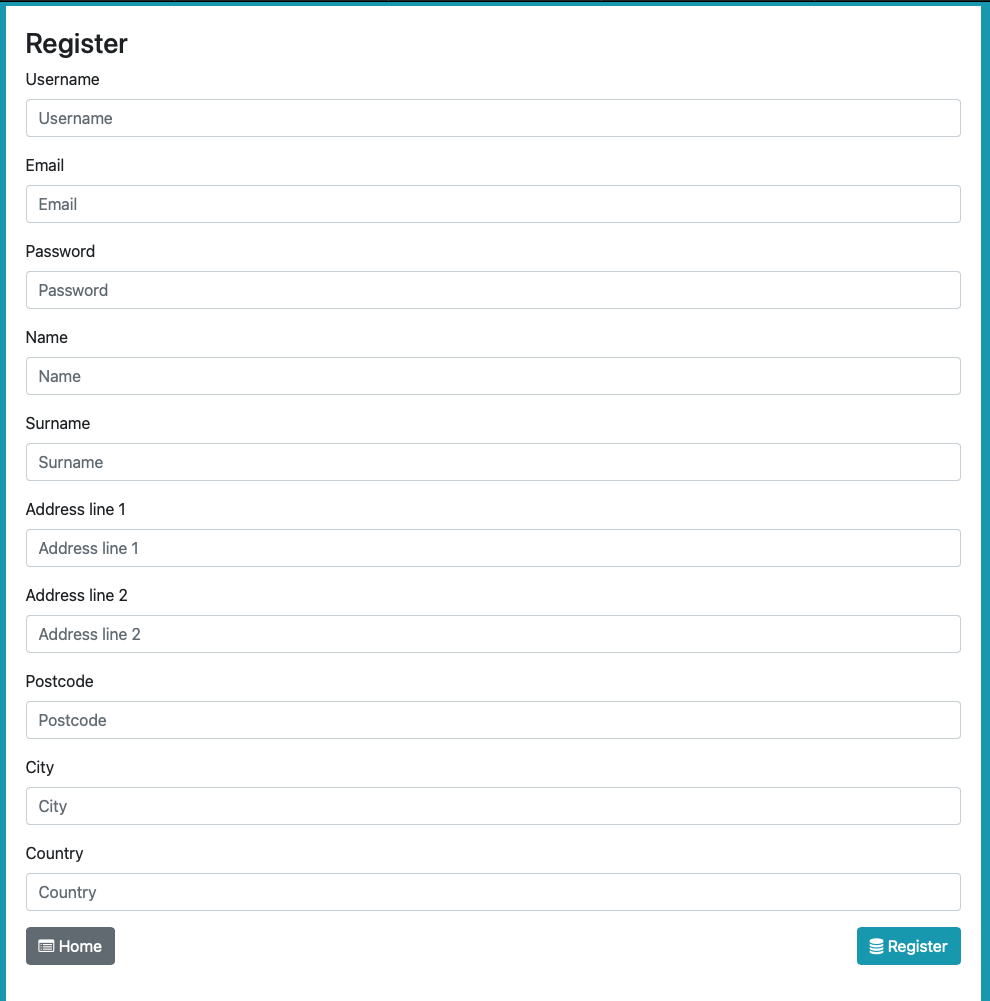 Register
Username
Username
Email
Email
Password
Password
Name
Name
Surname
Surname
Address line 1
Address line 1
Address line 2
Address line 2
Postcode
Postcode
City
City
Country
Country
Home Register